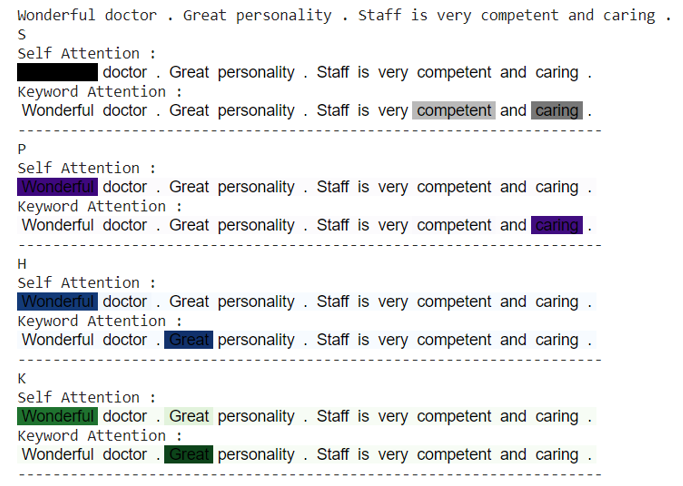 Wonderful doctor . Great personality . Staff is very competent and caring .
S
Self Attention :
doctor . Great personality . Staff is very competent and caring .
Keyword Attention :
Wonderful doctor . Great personality . Staff is very competent and caring .
-------------------------------------------------------------------
P
Self Attention :
Wonderful doctor . Great personality . Staff is very competent and caring .
Keyword Attention :
Wonderful doctor . Great personality . Staff is very competent and caring .
-------------------------------------------------------------------
H
Self Attention :
Wonderful doctor . Great personality . Staff is very competent and caring .
Keyword Attention :
Wonderful doctor . Great personality . Staff is very competent and caring .
-------------------------------------------------------------------
K
Self Attention :
Wonderful doctor . Great personality . Staff is very competent and caring .
Keyword Attention :
Wonderful doctor . Great personality . Staff is very competent and caring .
-------------------------------------------------------------------